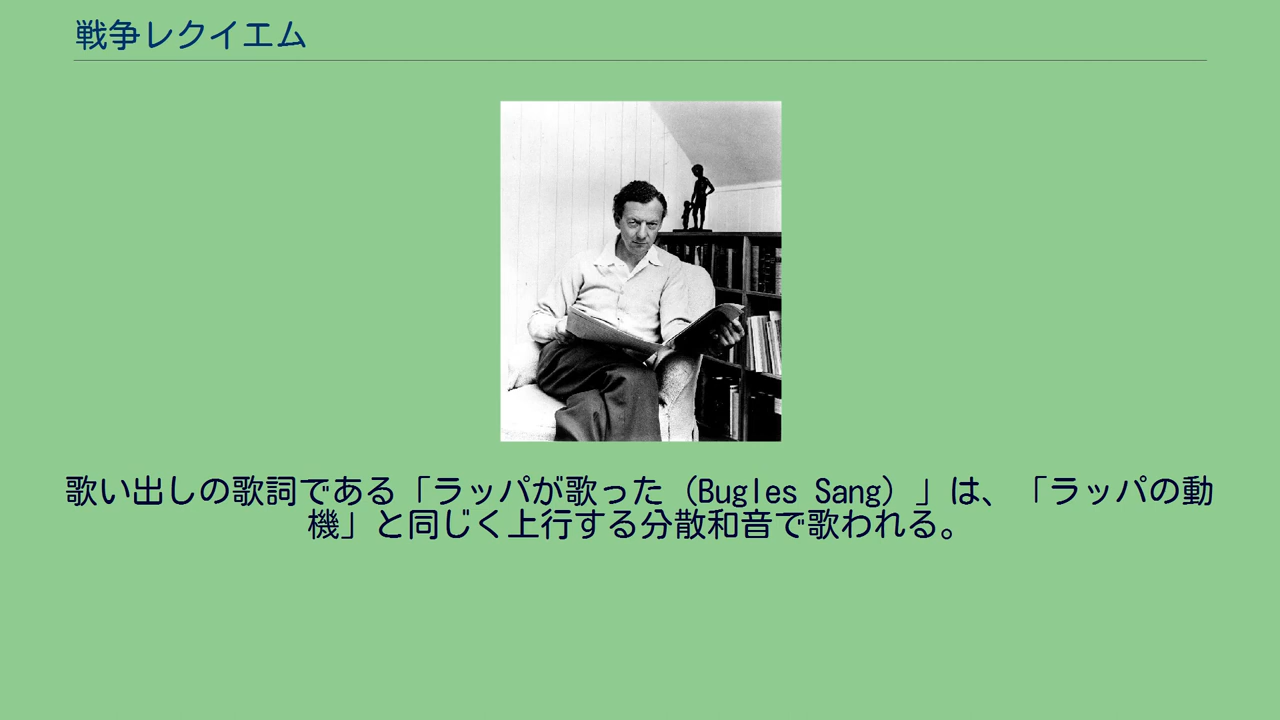 戦争レクイエム
歌い出しの歌詞である「ラッパが歌った（Bugles Sang）」は、「ラッパの動
機」と同じく上行する分散和音で歌われる。